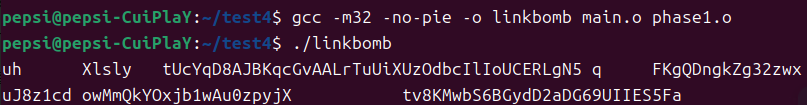 pepsi@pepsi-CuiPlaY:~/test4$ gcc -m32 -no-pie -o linkbomb main.o phase1.o
pepsi@pepsi-CuiPlaY:~/test4$ ./linkbomb
uh      Xlsly   tUcYqD8AJBKqcGvAALrTuUiXUzOdbcIlIoUCERLgN5 q      FKgQDngkZg32zwx
uJ8z1cd owMmQkYOxjb1wAu0zpyjX              tv8KMwbS6BGydD2aDG69UIIES5Fa